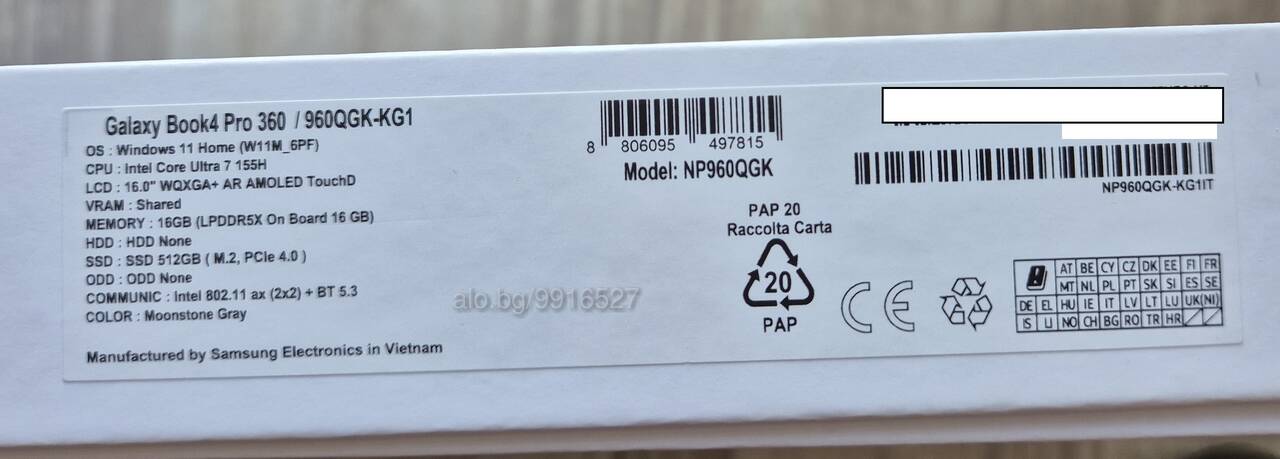 Galaxy Book4 Pro 360 / 960QGK-KG1
OS : Windows 11 Home (W11M_6PF)
CPU : Intel Core Ultra 7 155H
LCD : 16.0" WQXGA+ AR AMOLED TouchD
VRAM : Shared
MEMORY : 16GB (LPDDR5X On Board 16 GB)
HDD : HDD None
SSD : SSD 512GB ( M.2, PCIe 4.0 )
ODD : ODD None
COMMUNIC : Intel 802.11 ax (2x2) + BT 5.3
COLOR : Moonstone Gray
Manufactured by Samsung Electronics in Vietnam
8 806095 497815
Model: NP960QGK
PAP 20
Raccolta Carta
20
PAP
alo.bg/9916527
NP960QGK-KG1IT
CE
AT BE CY CZ DK EE FI FR
MT NL PL PT SK SI ES SE
DE EL HU IE IT LV LT LU UK(NI)
IS LI NO CH BG RO TR HR